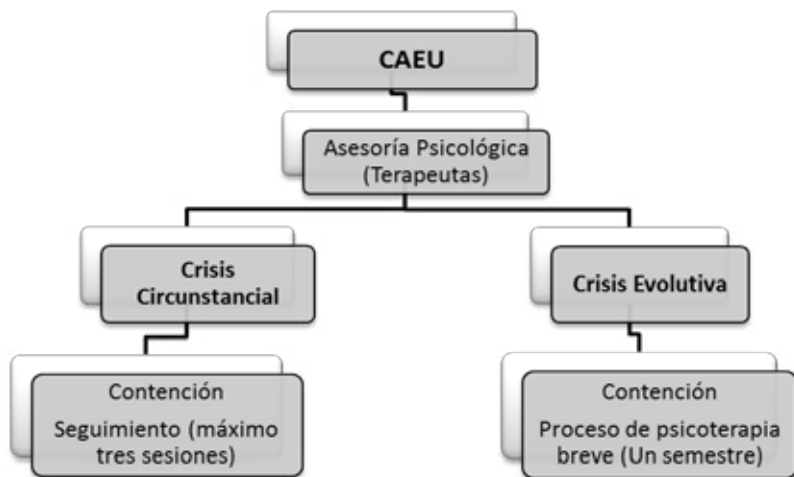 CAEU
Asesoría Psicológica
(Terapeutas)
Crisis
Circunstancial
Crisis Evolutiva
Contención
Seguimiento (máximo
tres sesiones)
Contención
Proceso de psicoterapia
breve (Un semestre)